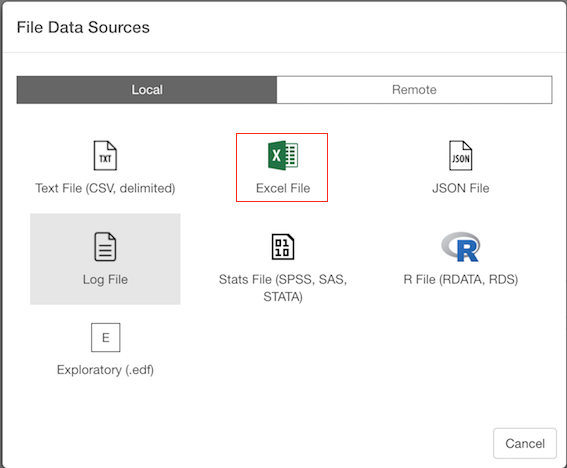 File Data Sources
Local
Remote
TXT
X
JSON
Text File (CSV, delimited)
Excel File
JSON File
01
10
R
Log File
Stats File (SPSS, SAS,
STATA)
R File (RDATA, RDS)
E
Exploratory (.edf)
Cancel